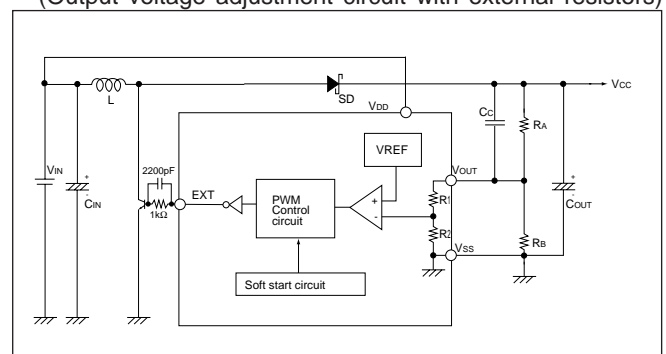 (Output voltage adjustment circuit with external resistors)
L
SD
VDD
VCC
CC
RA
VREF
VIN
+
-
CIN
2200pF
1kΩ
EXT
PWM
Control
circuit
+
-
VOUT
R1
R2
VSS
+
-
COUT
RB
Soft start circuit